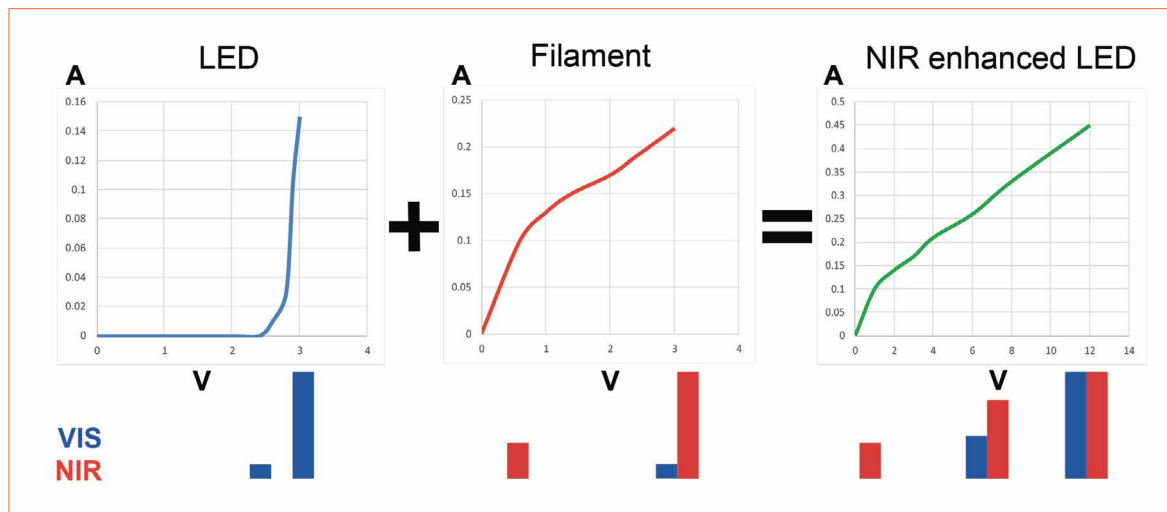 LED
A
0.16
0.14
0.12
0.1
0.08
0.06
0.04
0.02
0
0 1 2 3 4
V
+
Filament
A
0.25
0.2
0.15
0.1
0.05
0
0 1 2 3 4
V
=
NIR enhanced LED
A
0.5
0.45
0.4
0.35
0.3
0.25
0.2
0.15
0.1
0.05
0
0 2 4 6 8 10 12 14
V
VIS
NIR